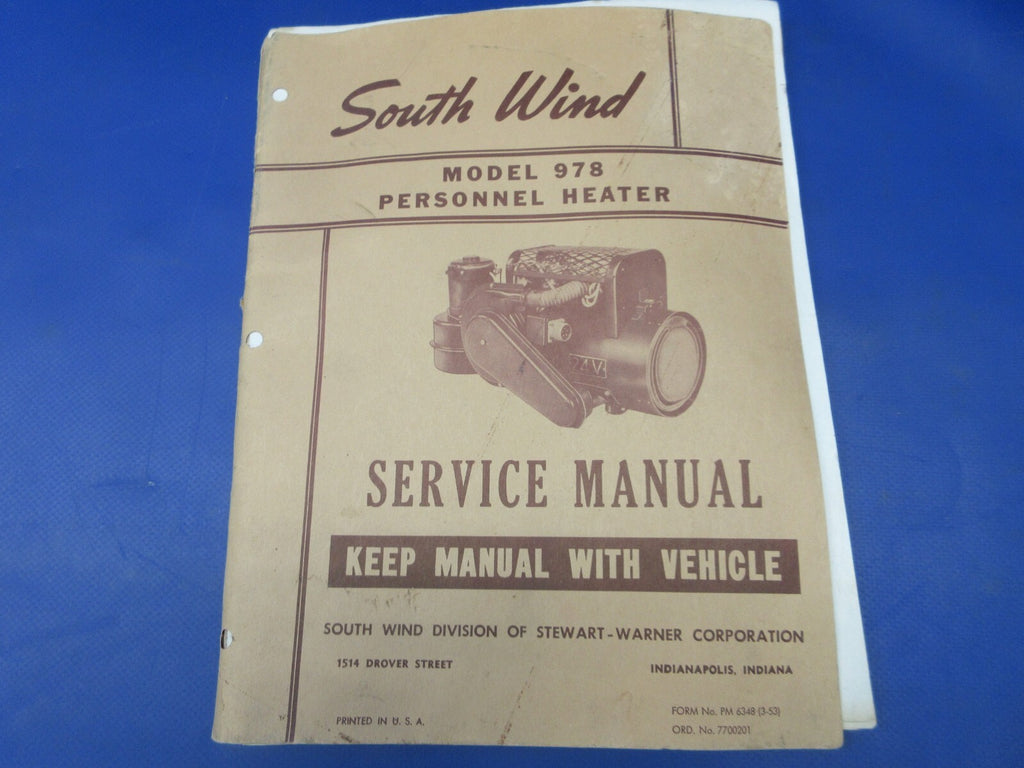 South Wind
MODEL 978
PERSONNEL HEATER
24V.
SERVICE MANUAL
KEEP MANUAL WITH VEHICLE
SOUTH WIND DIVISION OF STEWART-WARNER CORPORATION
1514 DROVER STREET
INDIANAPOLIS, INDIANA
PRINTED IN U. S. A.
FORM No. PM 6348 (3-53)
ORD. No. 7700201